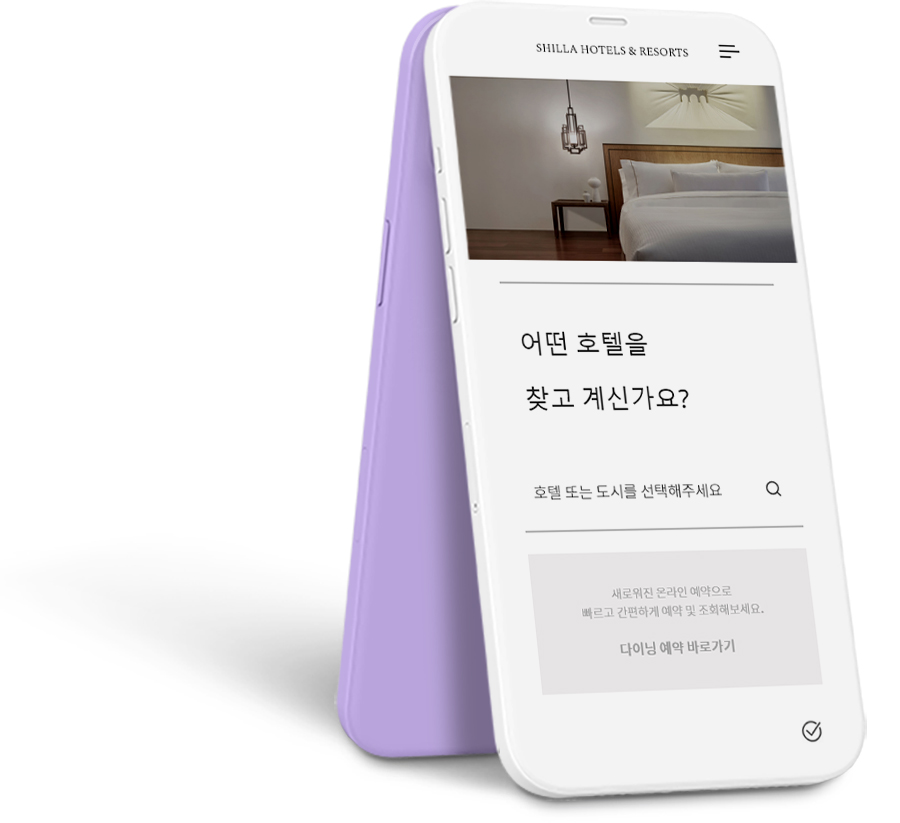 SHILLA HOTELS & RESORTS
어떤 호텔을
찾고 계신가요?
호텔 또는 도시를 선택해주세요
새로워진 온라인 예약으로
빠르고 간편하게 예약 및 조회해보세요.
다이닝 예약 바로가기